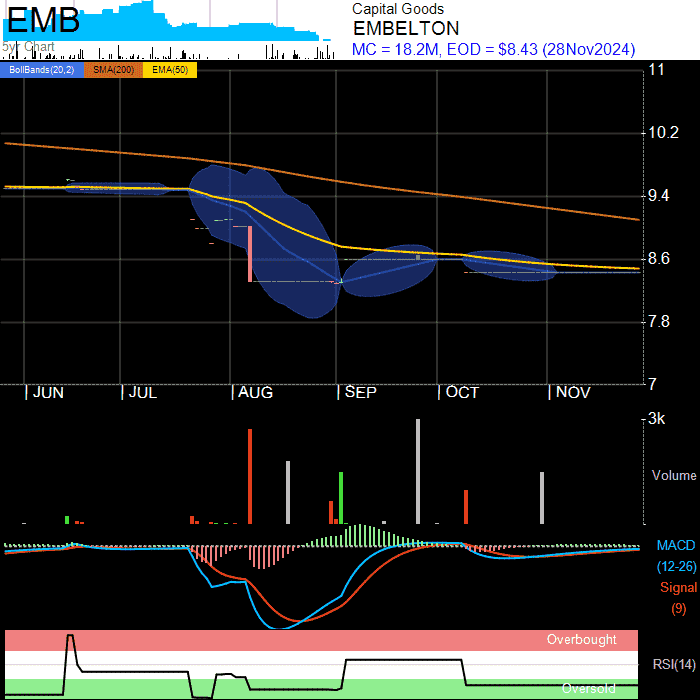 EMB
Capital Goods
EMBELTON
MC = 18.2M, EOD = $8.43 (28Nov2024)
5yr Chart
BollBands(20,2) SMA(200) EMA(50)
11
10.2
9.4
8.6
7.8
7
JUN JUL AUG SEP OCT NOV
3k
Volume
MACD
(12-26)
Signal
(9)
Overbought
RSI(14)
Oversold